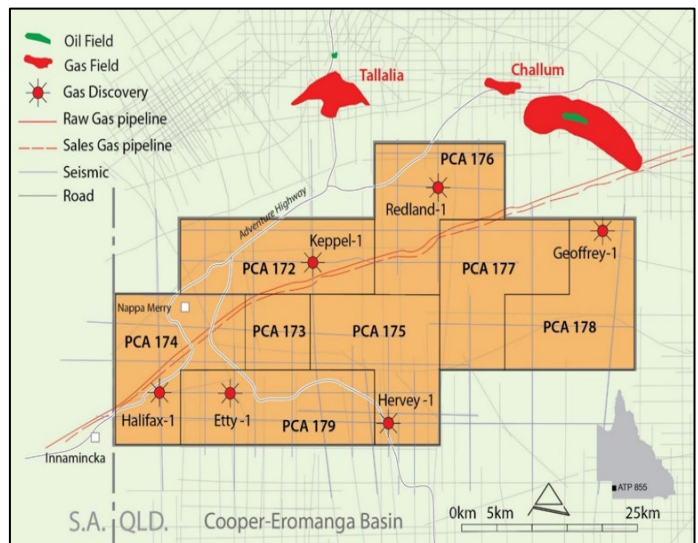 Oil Field
Gas Field
Gas Discovery
Raw Gas pipeline
Sales Gas pipeline
Seismic
Road
Tallalia
Challum
PCA 176
Redland-1
Adventure Highway
Keppel-1
Geoffrey-1
PCA 172
PCA 177
Nappa Merry
PCA 174
PCA 173
PCA 175
PCA 178
Halifax-1
Etty -1
Hervey -1
PCA 179
Innamincka
ATP 855
0km 5km 25km
S.A. QLD. Cooper-Eromanga Basin